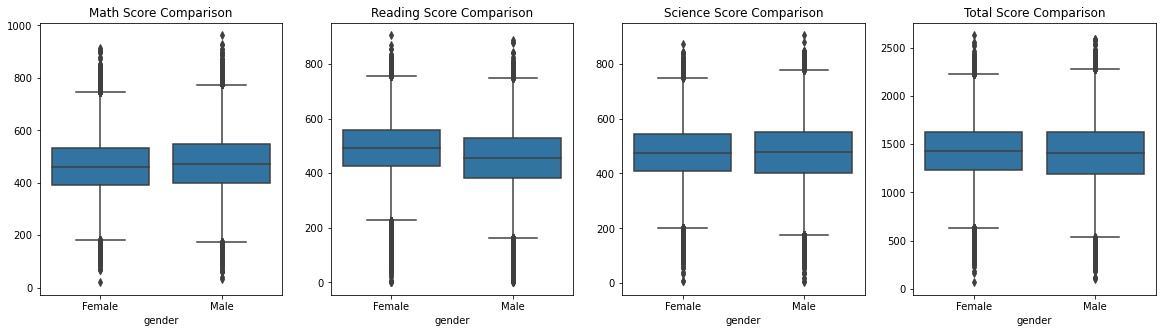 Math Score Comparison
1000
800
600
400
200
0
Female
Male
gender
Reading Score Comparison
800
600
400
200
0
Female
Male
gender
Science Score Comparison
800
600
400
200
0
Female
Male
gender
Total Score Comparison
2500
2000
1500
1000
500
0
Female
Male
gender